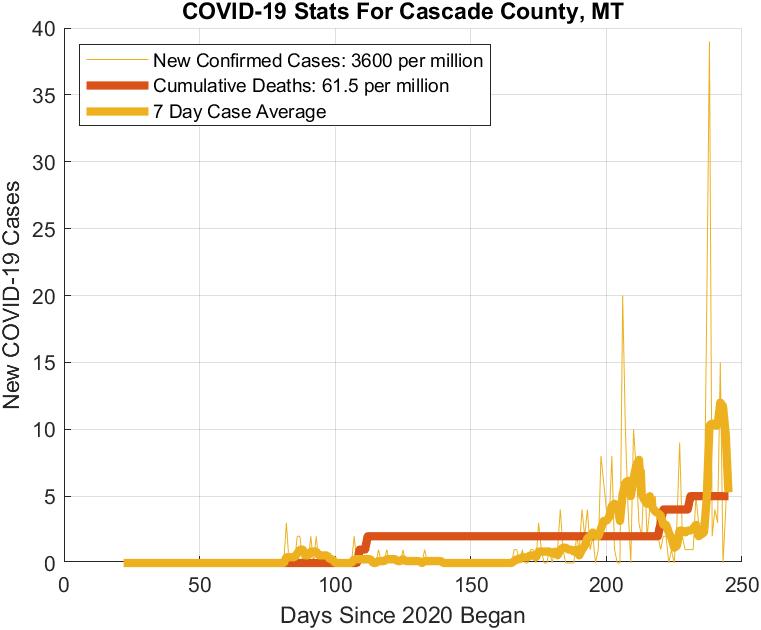 COVID-19 Stats For Cascade County, MT
New Confirmed Cases: 3600 per million
Cumulative Deaths: 61.5 per million
7 Day Case Average
New COVID-19 Cases
40
35
30
25
20
15
10
5
0
0 50 100 150 200 250
Days Since 2020 Began